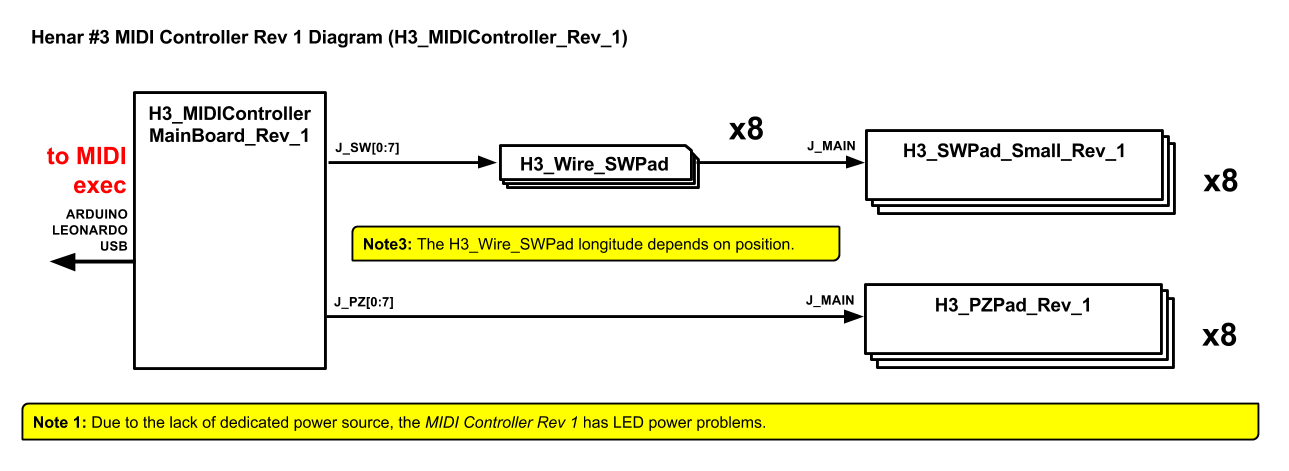 Henar #3 MIDI Controller Rev 1 Diagram (H3_MIDIController_Rev_1)
H3_MIDIController
MainBoard_Rev_1
to MIDI
exec
ARDUINO
LEONARDO
USB
J_SW[0:7]
H3_Wire_SWPad
x8
J_MAIN
H3_SWPad_Small_Rev_1
x8
Note3: The H3_Wire_SWPad longitude depends on position.
J_PZ[0:7]
J_MAIN
H3_PZPad_Rev_1
x8
Note 1: Due to the lack of dedicated power source, the MIDI Controller Rev 1 has LED power problems.